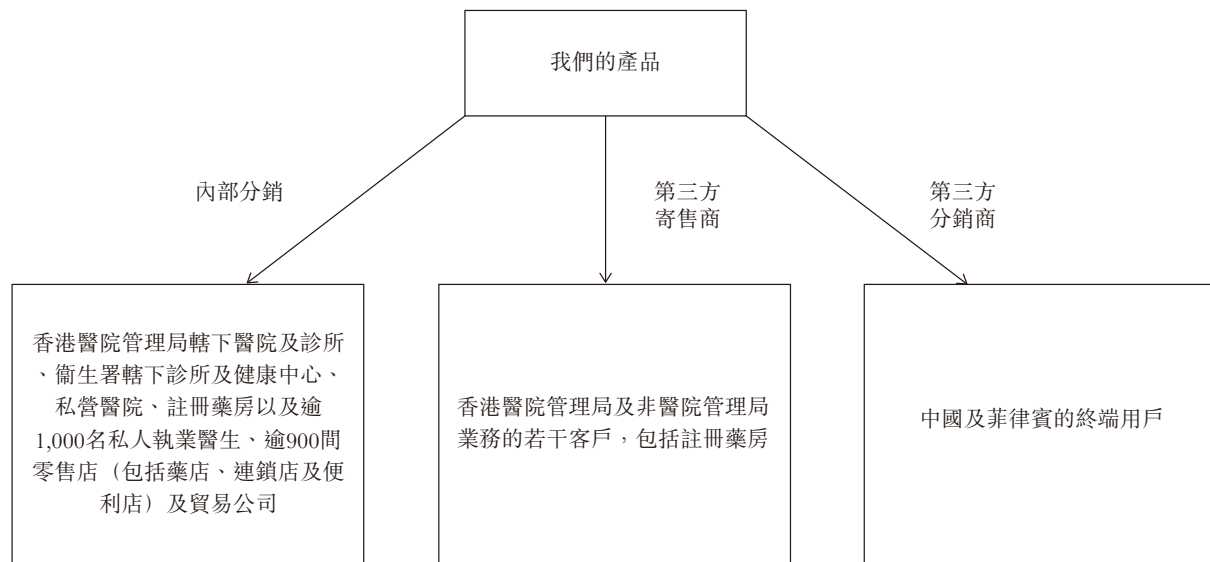 我們的產品
內部分銷
第三方
寄售商
第三方
分銷商
香港醫院管理局轄下醫院及診所
、衞生署轄下診所及健康中心、
私營醫院、註冊藥房以及逾
1,000名私人執業醫生、逾900間
零售店（包括藥店、連鎖店及便
利店）及貿易公司
香港醫院管理局及非醫院管理局
業務的若干客戶，包括註冊藥房
中國及菲律賓的終端用戶